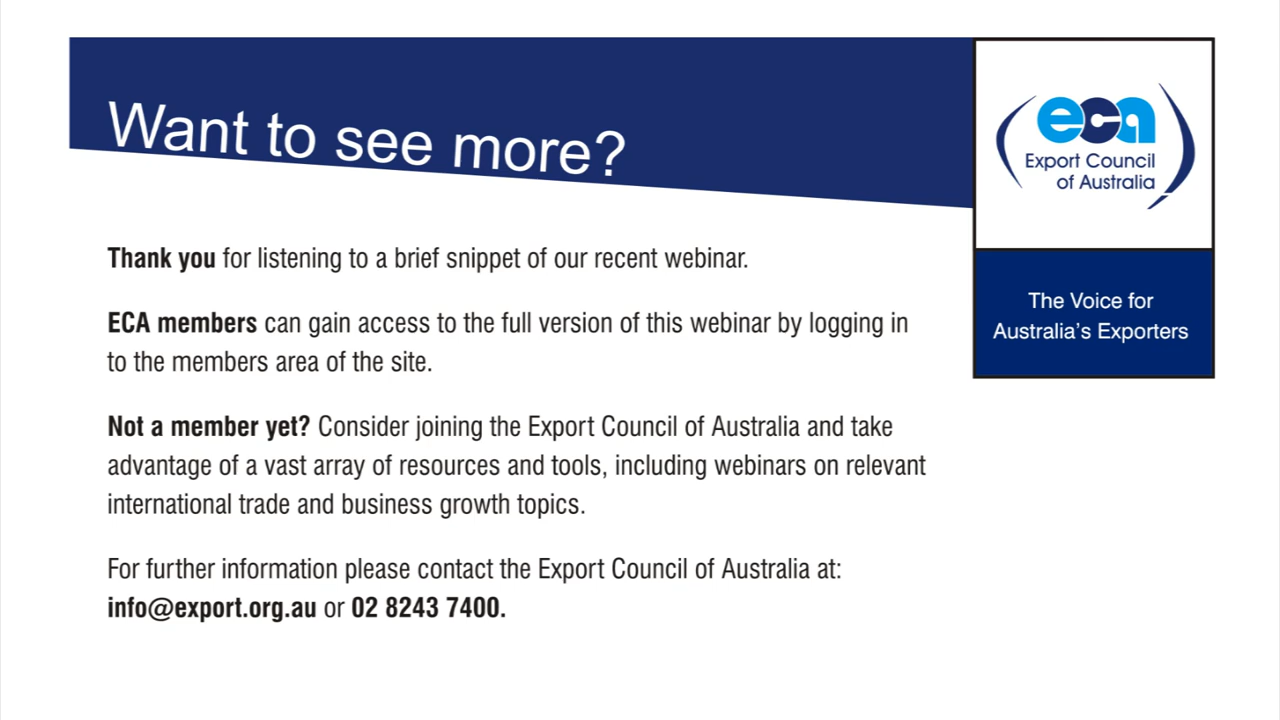 Want to see more?
eca
Export Council
of Australia
The Voice for
Australia's Exporters
Thank you for listening to a brief snippet of our recent webinar.
ECA members can gain access to the full version of this webinar by logging in
to the members area of the site.
Not a member yet? Consider joining the Export Council of Australia and take
advantage of a vast array of resources and tools, including webinars on relevant
international trade and business growth topics.
For further information please contact the Export Council of Australia at:
info@export.org.au or 02 8243 7400.